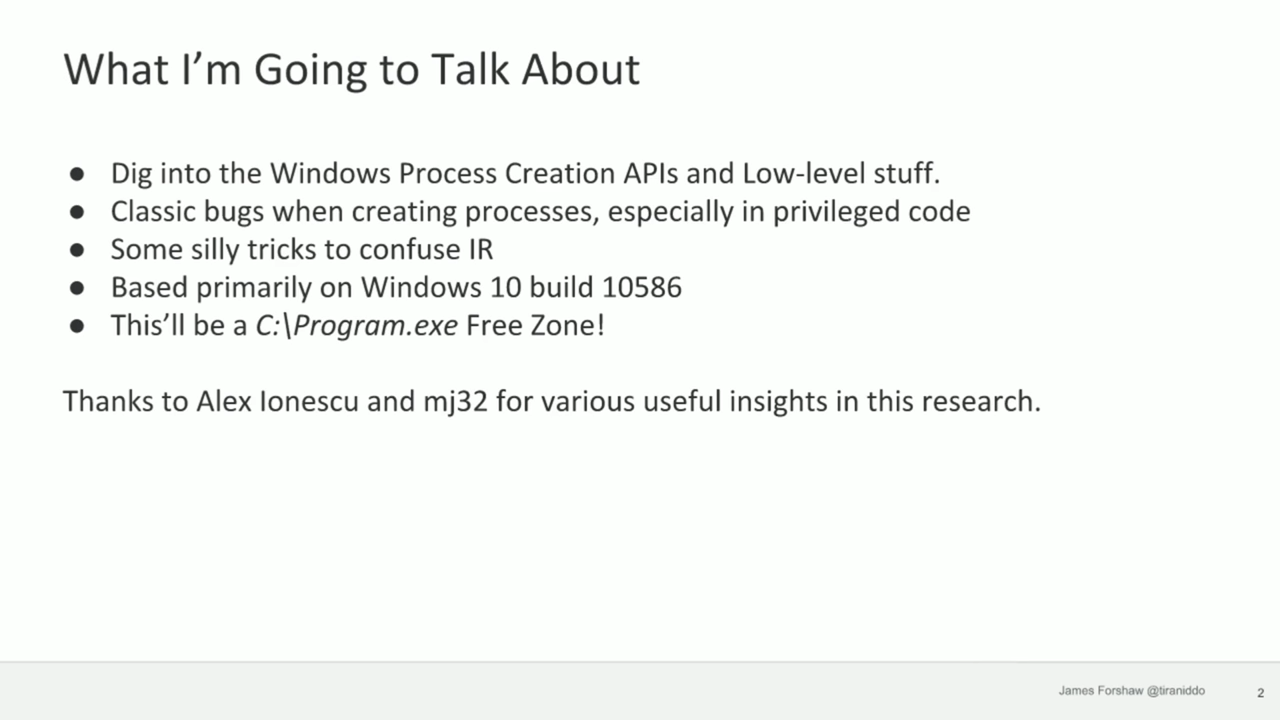 What I’m Going to Talk About
● Dig into the Windows Process Creation APIs and Low-level stuff.
● Classic bugs when creating processes, especially in privileged code
● Some silly tricks to confuse IR
● Based primarily on Windows 10 build 10586
● This’ll be a C:\Program.exe Free Zone!
Thanks to Alex Ionescu and mj32 for various useful insights in this research.
James Forshaw @tiraniddo
2